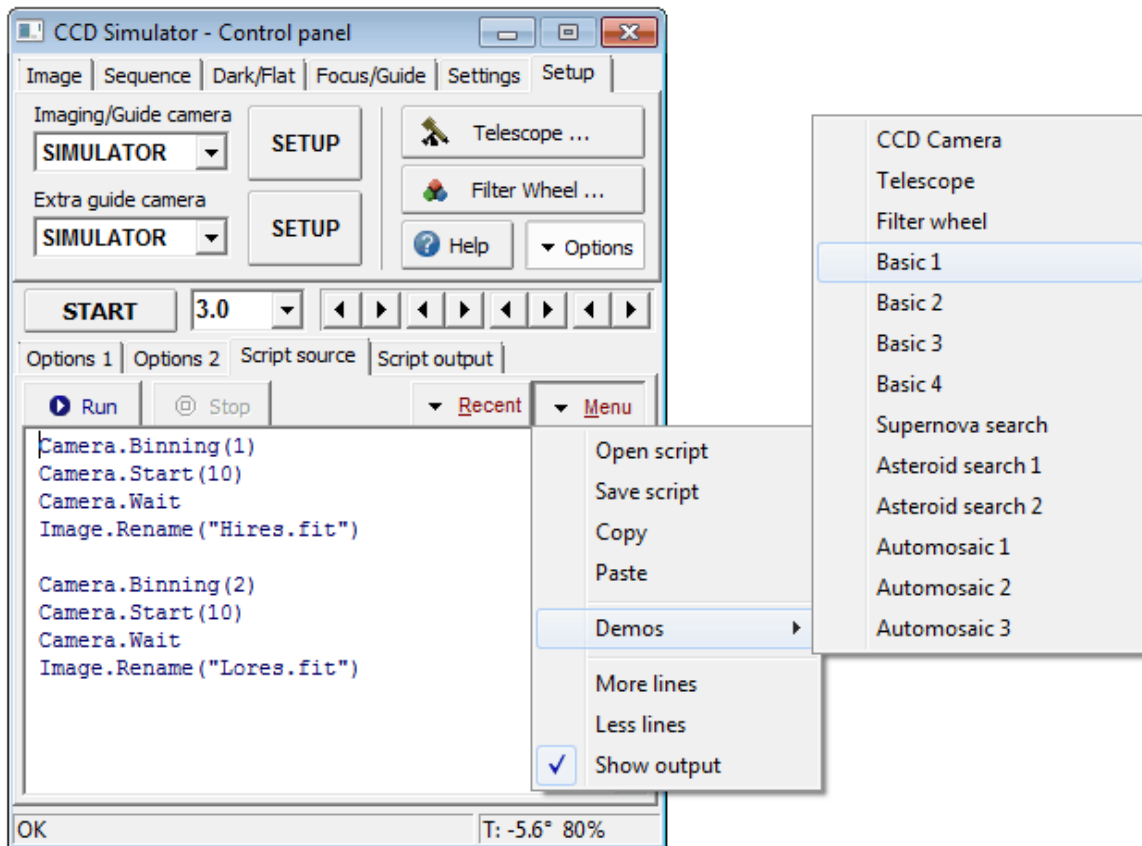 CCD Simulator - Control panel
Image Sequence Dark/Flat Focus/Guide Settings Setup
Imaging/Guide camera
SIMULATOR
SETUP
Telescope ...
Filter Wheel ...
Extra guide camera
SIMULATOR
SETUP
Help
Options
START
3.0
Options 1 Options 2 Script source Script output
Run Stop Recent Menu
Camera.Binning(1)
Camera.Start(10)
Camera.Wait
Image.Rename("Hires.fit")
Camera.Binning(2)
Camera.Start(10)
Camera.Wait
Image.Rename("Lores.fit")
OK
T: -5.6° 80%
Open script
Save script
Copy
Paste
Demos
More lines
Less lines
Show output
CCD Camera
Telescope
Filter wheel
Basic 1
Basic 2
Basic 3
Basic 4
Supernova search
Asteroid search 1
Asteroid search 2
Automosaic 1
Automosaic 2
Automosaic 3